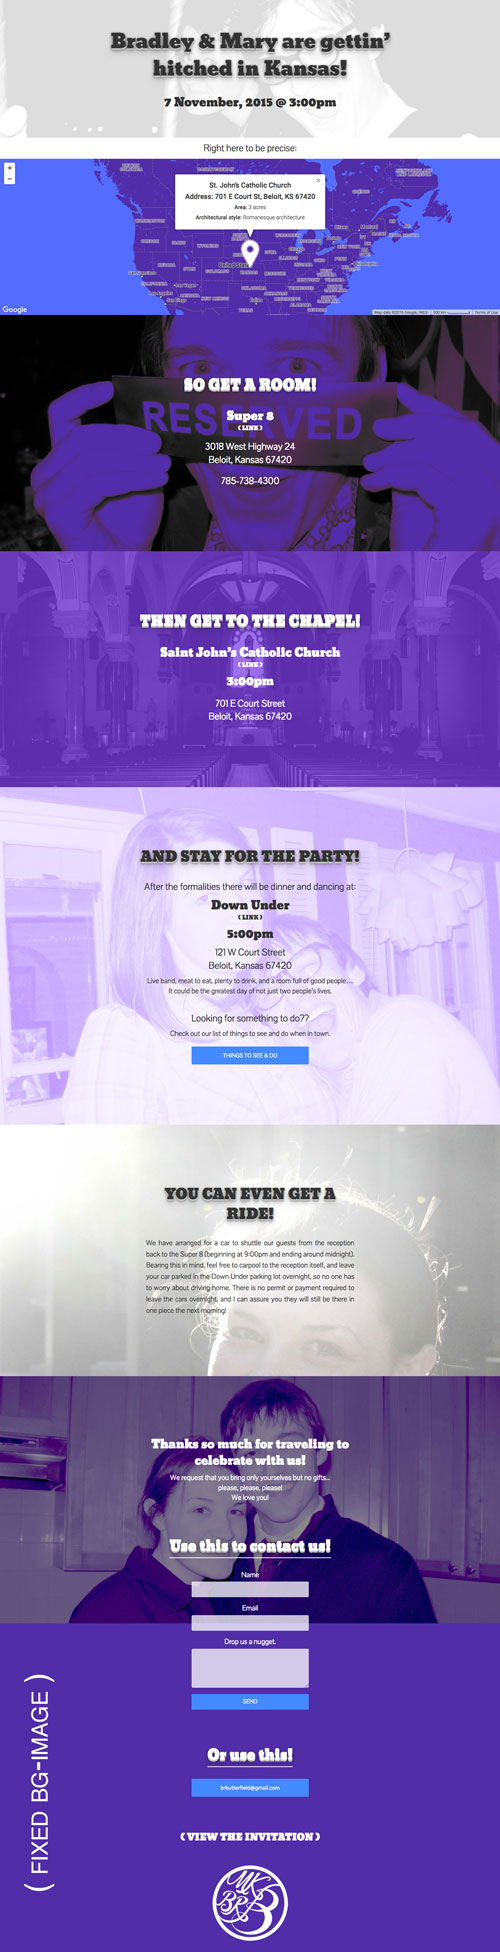 Bradley & Mary are gettin'
hitched in Kansas!
7 November, 2015 @ 3:00pm
Right here to be precise:
St. John's Catholic Church
Address: 701 E Court St, Beloit, KS 67420
Area: 3 acres
Architectural style: Romanesque architecture
Google
Map data ©2016 Google, INEGI 500 km Terms of Use
SO GET A ROOM!
RESERVED
Super 8
( LINK )
3018 West Highway 24
Beloit, Kansas 67420
785-738-4300
THEN GET TO THE CHAPEL!
Saint John's Catholic Church
( LINK )
3:00pm
701 E Court Street
Beloit, Kansas 67420
AND STAY FOR THE PARTY!
After the formalities there will be dinner and dancing at:
Down Under
( LINK )
5:00pm
121 W Court Street
Beloit, Kansas 67420
Live band, meat to eat, plenty to drink, and a room full of good people...
It could be the greatest day of not just two people's lives.
Looking for something to do??
Check out our list of things to see and do when in town.
THINGS TO SEE & DO
YOU CAN EVEN GET A
RIDE!
We have arranged for a car to shuttle our guests from the reception
back to the Super 8 (beginning at 9:00pm and ending around midnight).
Bearing this in mind, feel free to carpool to the reception itself, and leave
your car parked in the Down Under parking lot overnight, so no one has
to worry about driving home. There is no permit or payment required to
leave the cars overnight, and I can assure you they will still be there in
one piece the next morning!
Thanks so much for traveling to
celebrate with us!
We request that you bring only yourselves but no gifts...
please, please, please!
We love you!
Use this to contact us!
Name
Email
Drop us a nugget.
SEND
( FIXED BG-IMAGE )
Or use this!
brbutterfield@gmail.com
( VIEW THE INVITATION )